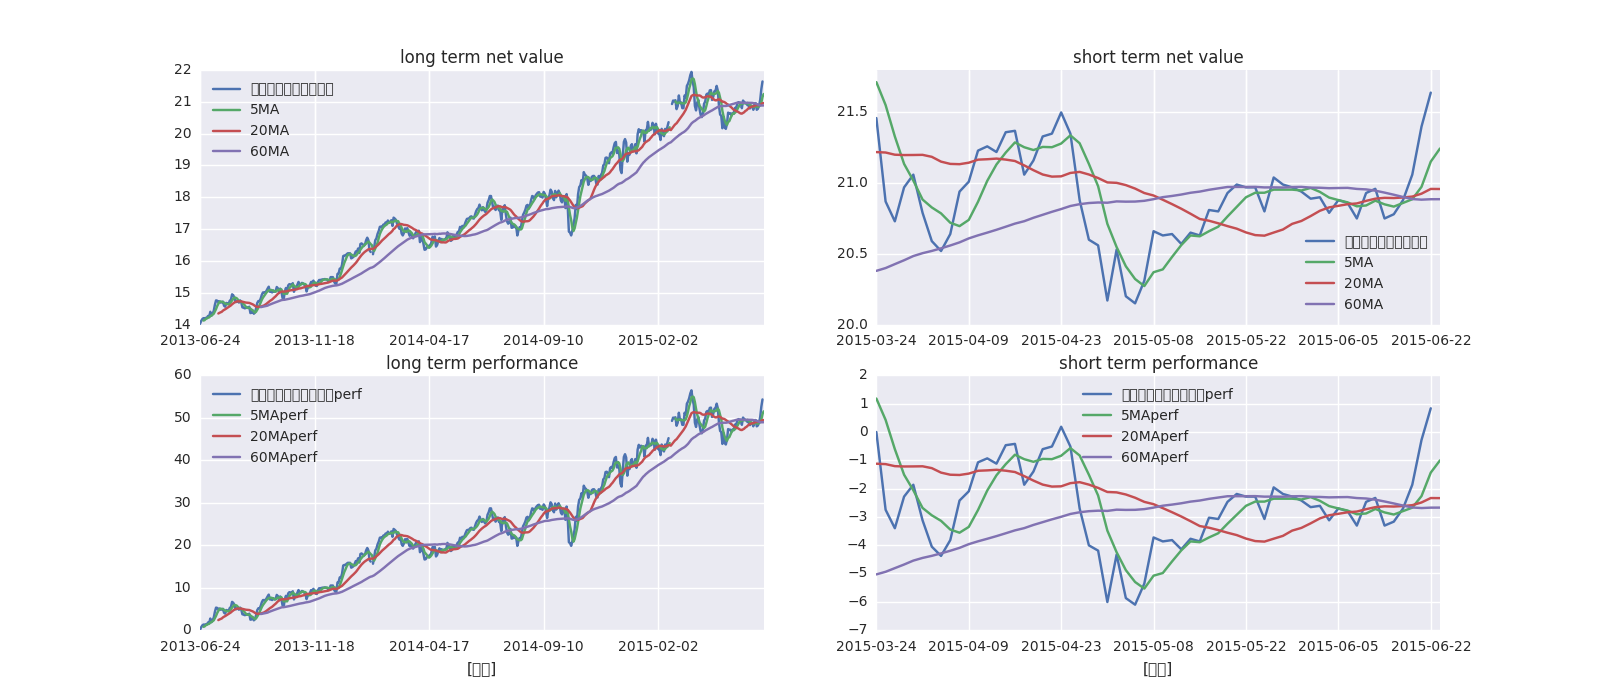 long term net value
22
21
20
19
18
17
16
15
14
5MA
20MA
60MA
2013-06-24 2013-11-18 2014-04-17 2014-09-10 2015-02-02
short term net value
21.5
21.0
20.5
20.0
5MA
20MA
60MA
2015-03-24 2015-04-09 2015-04-23 2015-05-08 2015-05-22 2015-06-05 2015-06-22
long term performance
60
50
40
30
20
10
0
perf
5MAperf
20MAperf
60MAperf
2013-06-24 2013-11-18 2014-04-17 2014-09-10 2015-02-02
short term performance
2
1
0
−1
−2
−3
−4
−5
−6
−7
perf
5MAperf
20MAperf
60MAperf
2015-03-24 2015-04-09 2015-04-23 2015-05-08 2015-05-22 2015-06-05 2015-06-22